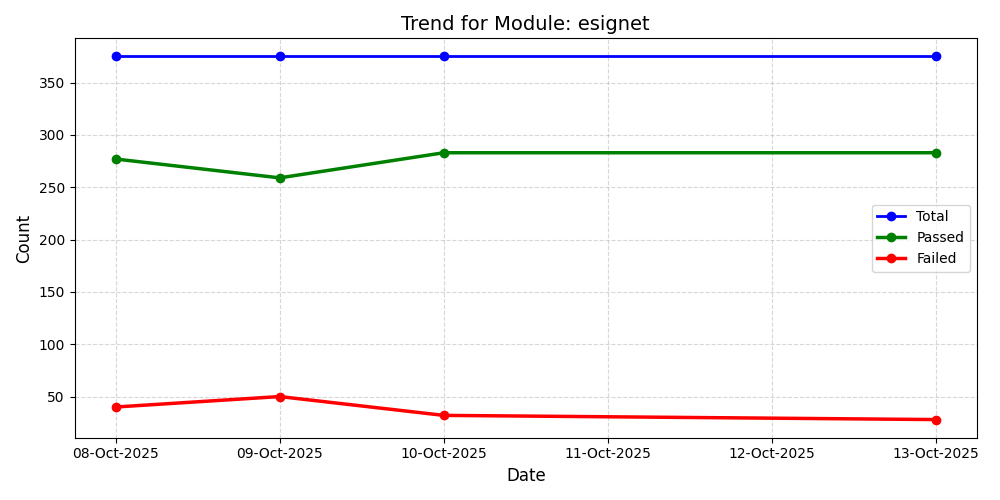 Trend for Module: esignet
Count
350
300
250
200
150
100
50
Total
Passed
Failed
08-Oct-2025
09-Oct-2025
10-Oct-2025
11-Oct-2025
12-Oct-2025
13-Oct-2025
Date